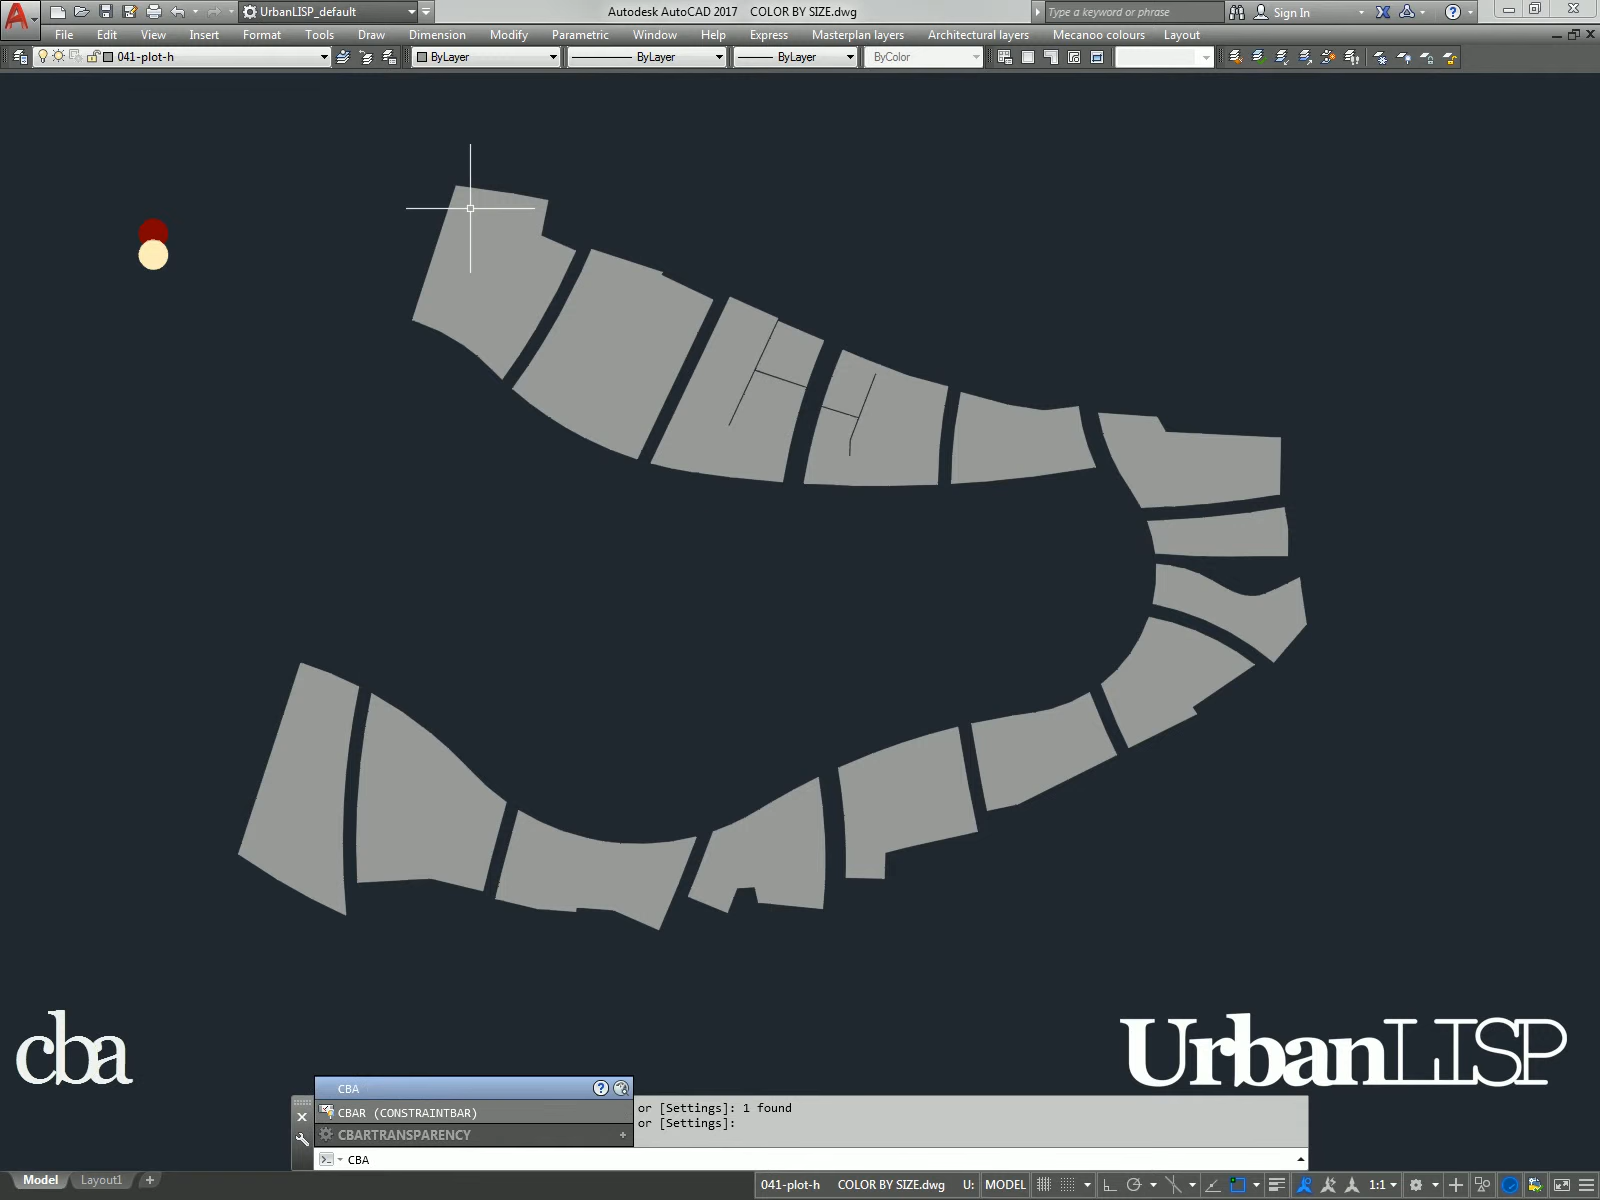 UrbanLISP_default
Autodesk AutoCAD 2017 COLOR BY SIZE.dwg
Type a keyword or phrase
Sign In
File Edit View Insert Format Tools Draw Dimension Modify Parametric Window Help Express Masterplan layers Architectural layers Mecanoo colours Layout
041-plot-h ByLayer ByLayer ByLayer ByColor
cba
UrbanLISP
CBA
CBAR (CONSTRAINTBAR)
CBARTRANSPARENCY
or [Settings]: 1 found
or [Settings]:
CBA
Model Layout1 +
041-plot-h COLOR BY SIZE.dwg U: MODEL 1:1